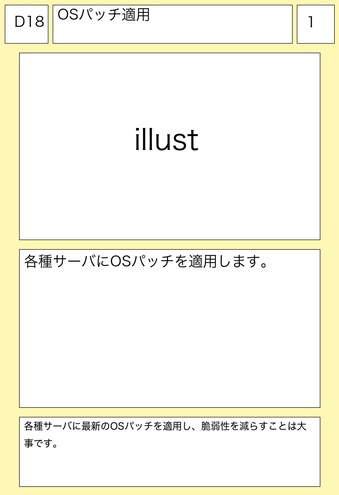 D18
OSパッチ適用
1
illust
各種サーバにOSパッチを適用します。
各種サーバに最新のOSパッチを適用し、脆弱性を減らすことは大
事です。